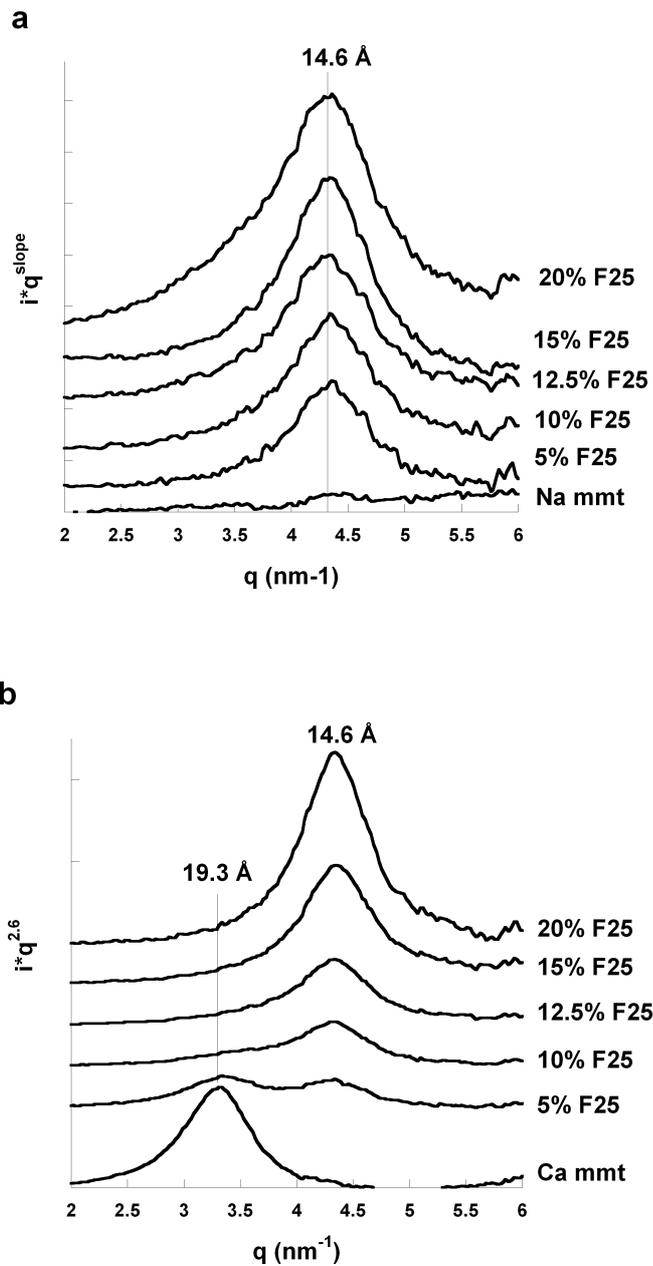 a
14.6 Å
i*q^slope
20% F25
15% F25
12.5% F25
10% F25
5% F25
Na mmt
2 2.5 3 3.5 4 4.5 5 5.5 6
q (nm-1)
b
14.6 Å
19.3 Å
i*q^2.6
20% F25
15% F25
12.5% F25
10% F25
5% F25
Ca mmt
2 2.5 3 3.5 4 4.5 5 5.5 6
q (nm^-1)